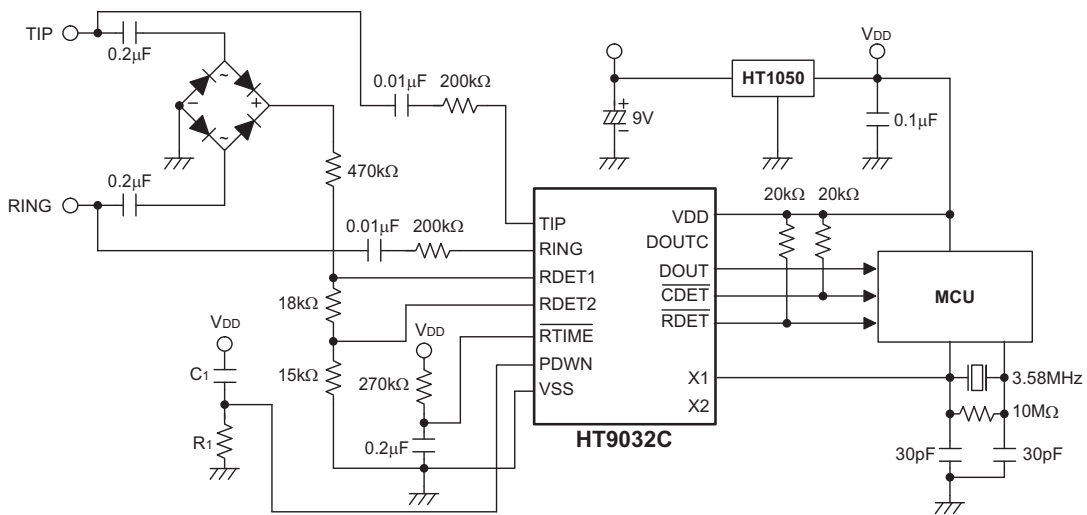 TIP
0.2μF
~
−
+
~
0.2μF
RING
0.01μF
200kΩ
470kΩ
0.01μF
200kΩ
18kΩ
15kΩ
VDD
C1
R1
VDD
270kΩ
0.2μF
TIP
RING
RDET1
RDET2
RTIME
PDWN
VSS
VDD
DOUTC
DOUT
CDET
RDET
X1
X2
HT9032C
+
−
9V
HT1050
VDD
0.1μF
20kΩ
20kΩ
MCU
3.58MHz
10MΩ
30pF
30pF